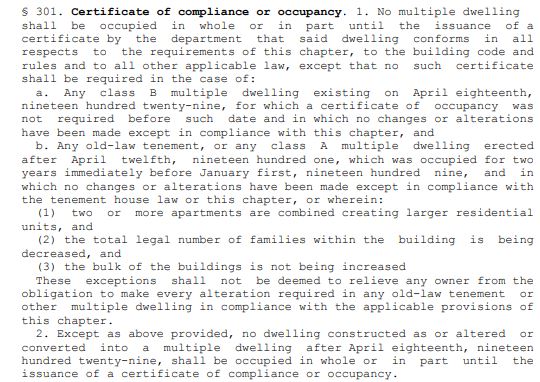 § 301. Certificate of compliance or occupancy. 1. No multiple dwelling
shall be occupied in whole or in part until the issuance of a
certificate by the department that said dwelling conforms in all
respects to the requirements of this chapter, to the building code and
rules and to all other applicable law, except that no such certificate
shall be required in the case of:
a. Any class B multiple dwelling existing on April eighteenth,
nineteen hundred twenty-nine, for which a certificate of occupancy was
not required before such date and in which no changes or alterations
have been made except in compliance with this chapter, and
b. Any old-law tenement, or any class A multiple dwelling erected
after April twelfth, nineteen hundred one, which was occupied for two
years immediately before January first, nineteen hundred nine, and in
which no changes or alterations have been made except in compliance with
the tenement house law or this chapter, or wherein:
(1) two or more apartments are combined creating larger residential
units, and
(2) the total legal number of families within the building is being
decreased, and
(3) the bulk of the buildings is not being increased
These exceptions shall not be deemed to relieve any owner from the
obligation to make every alteration required in any old-law tenement or
other multiple dwelling in compliance with the applicable provisions of
this chapter.
2. Except as above provided, no dwelling constructed as or altered or
converted into a multiple dwelling after April eighteenth, nineteen
hundred twenty-nine, shall be occupied in whole or in part until the
issuance of a certificate of compliance or occupancy.